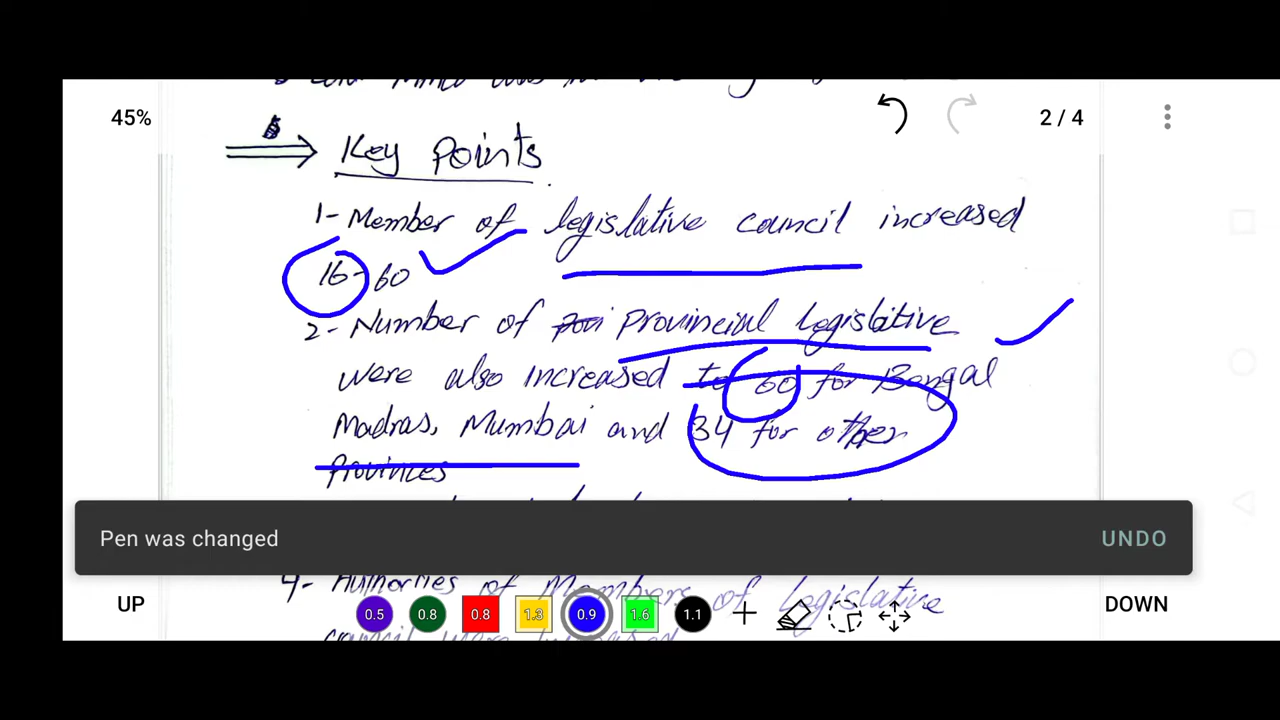 45%
2 / 4
Key Points
1- Member of legislative council increased
16-60
2- Number of Provincial legislative
were also increased to 60 for Bengal
Madras, Mumbai and 34 for other
Provinces
Pen was changed
UNDO
4- Authorities of Members of Legislative
council were
UP
0.5 0.8 0.8 1.3 0.9 1.6 1.1
DOWN